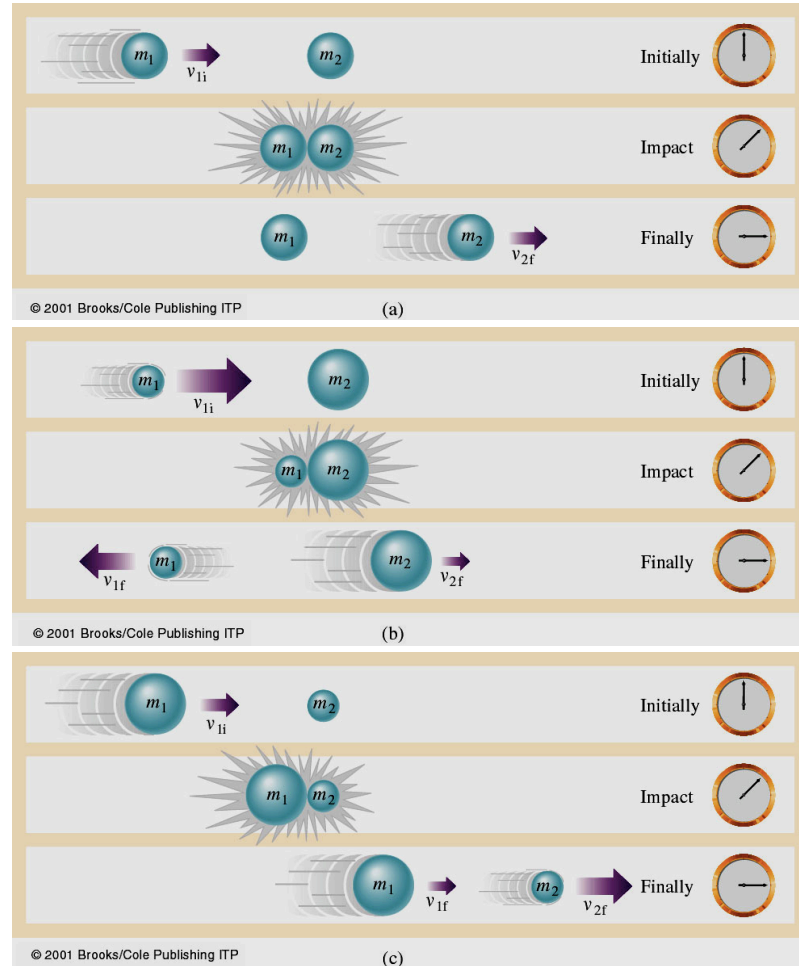 m1 v1i m2 Initially
m1 m2 Impact
m1 m2 v2f Finally
© 2001 Brooks/Cole Publishing ITP (a)
m1 v1i m2 Initially
m1 m2 Impact
v1f m1 m2 v2f Finally
© 2001 Brooks/Cole Publishing ITP (b)
m1 v1i m2 Initially
m1 m2 Impact
m1 v1f m2 v2f Finally
© 2001 Brooks/Cole Publishing ITP (c)